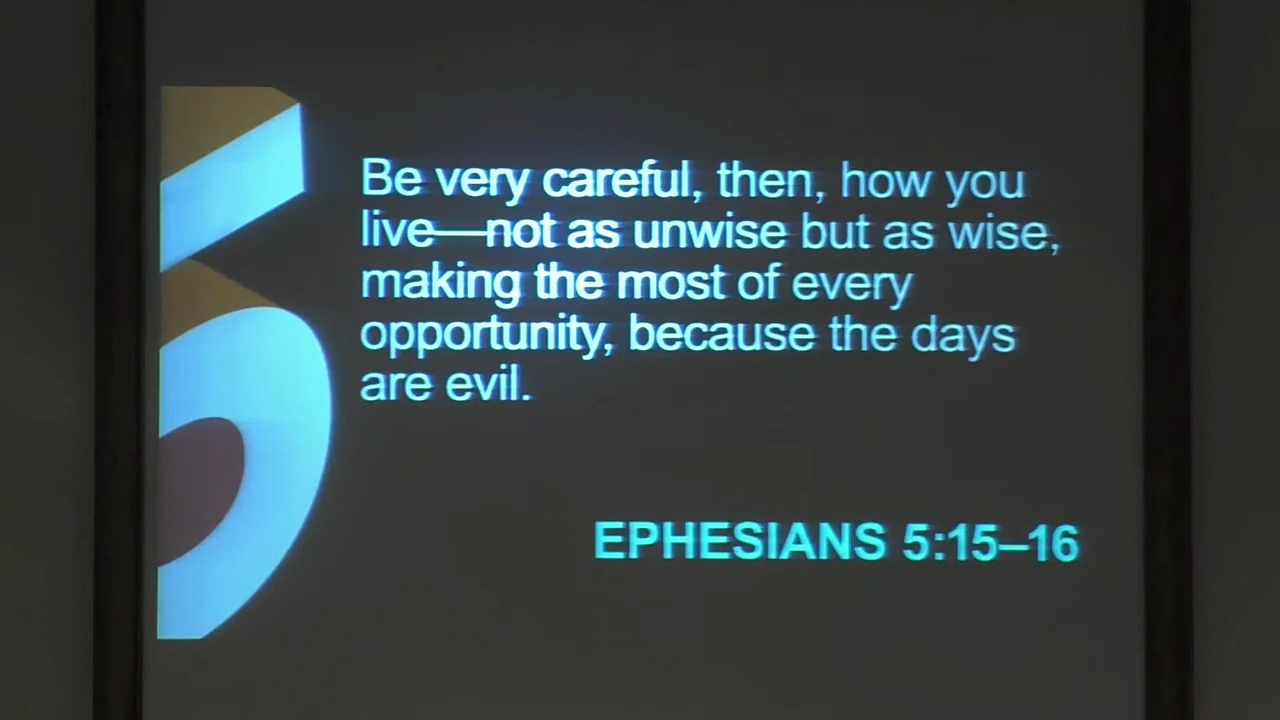 Be very careful, then, how you
live—not as unwise but as wise,
making the most of every
opportunity, because the days
are evil.
EPHESIANS 5:15–16